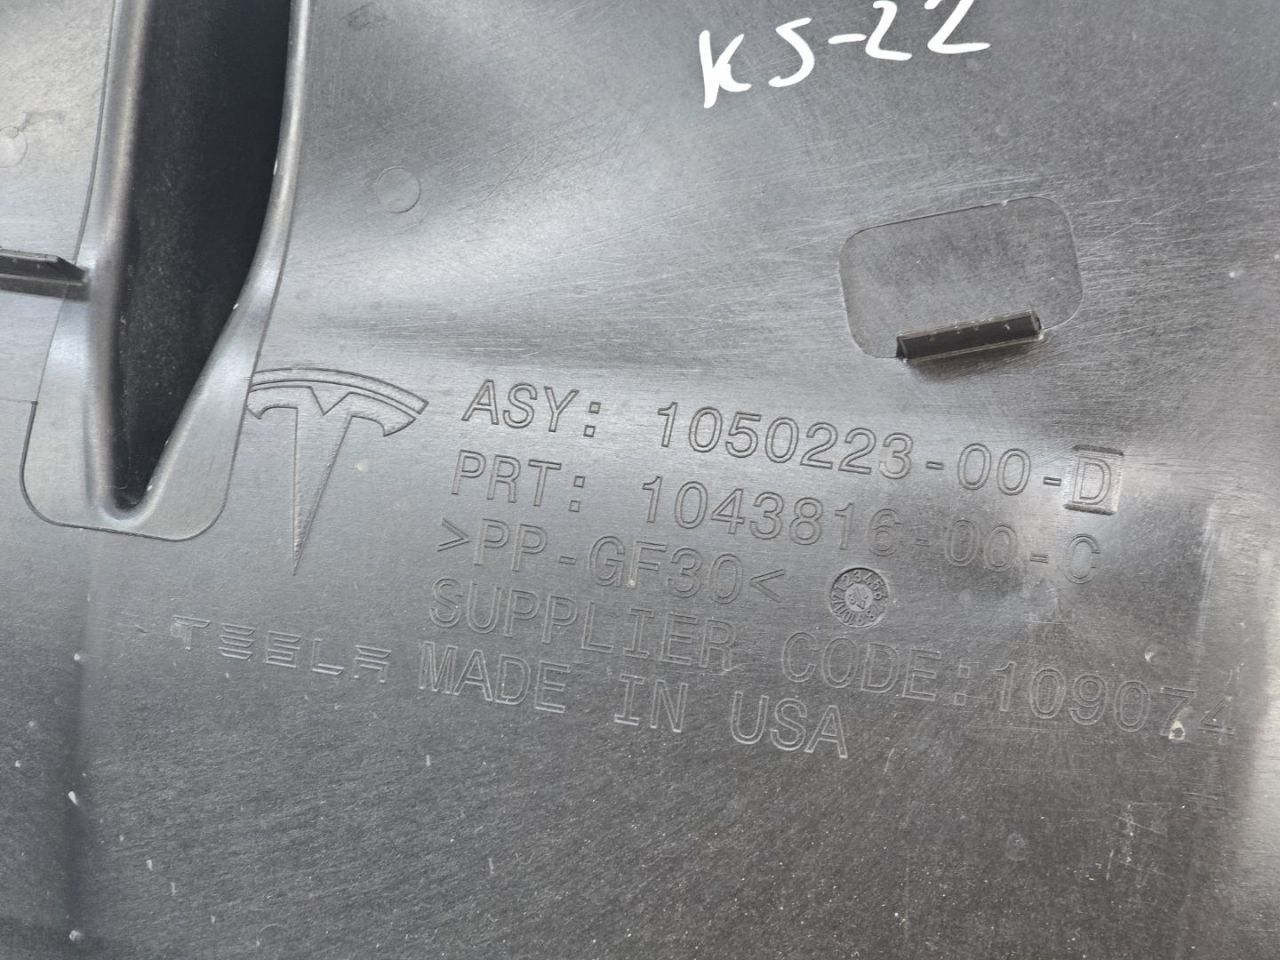 KS-22
ASY: 1050223-00-D
PRT: 1043816-00-C
>PP-GF30<
SUPPLIER CODE:109074
TESLA MADE IN USA